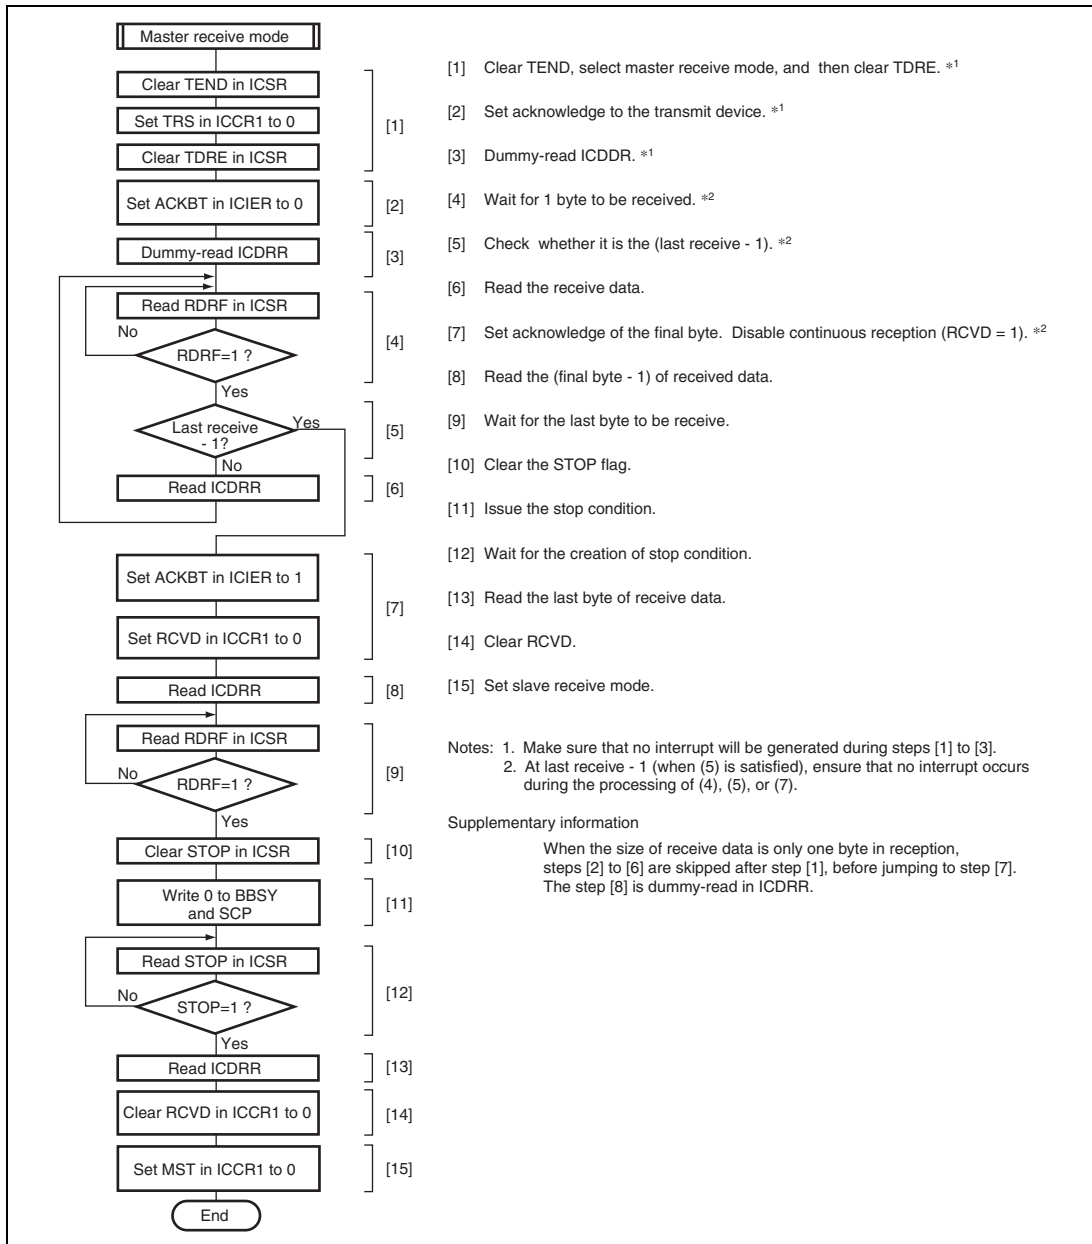 Master receive mode
Clear TEND in ICSR
Set TRS in ICCR1 to 0
Clear TDRE in ICSR
[1]
Set ACKBT in ICIER to 0
[2]
Dummy-read ICDRR
[3]
Read RDRF in ICSR
No
RDRF=1 ?
[4]
Yes
Last receive
- 1?
Yes
[5]
No
Read ICDRR
[6]
Set ACKBT in ICIER to 1
[7]
Set RCVD in ICCR1 to 0
Read ICDRR
[8]
Read RDRF in ICSR
No
RDRF=1 ?
[9]
Yes
Clear STOP in ICSR
[10]
Write 0 to BBSY
and SCP
[11]
Read STOP in ICSR
No
STOP=1 ?
[12]
Yes
Read ICDRR
[13]
Clear RCVD in ICCR1 to 0
[14]
Set MST in ICCR1 to 0
[15]
End
[1] Clear TEND, select master receive mode, and then clear TDRE. *1
[2] Set acknowledge to the transmit device. *1
[3] Dummy-read ICDDR. *1
[4] Wait for 1 byte to be received. *2
[5] Check whether it is the (last receive - 1). *2
[6] Read the receive data.
[7] Set acknowledge of the final byte. Disable continuous reception (RCVD = 1). *2
[8] Read the (final byte - 1) of received data.
[9] Wait for the last byte to be receive.
[10] Clear the STOP flag.
[11] Issue the stop condition.
[12] Wait for the creation of stop condition.
[13] Read the last byte of receive data.
[14] Clear RCVD.
[15] Set slave receive mode.
Notes: 1. Make sure that no interrupt will be generated during steps [1] to [3].
2. At last receive - 1 (when (5) is satisfied), ensure that no interrupt occurs
during the processing of (4), (5), or (7).
Supplementary information
When the size of receive data is only one byte in reception,
steps [2] to [6] are skipped after step [1], before jumping to step [7].
The step [8] is dummy-read in ICDRR.